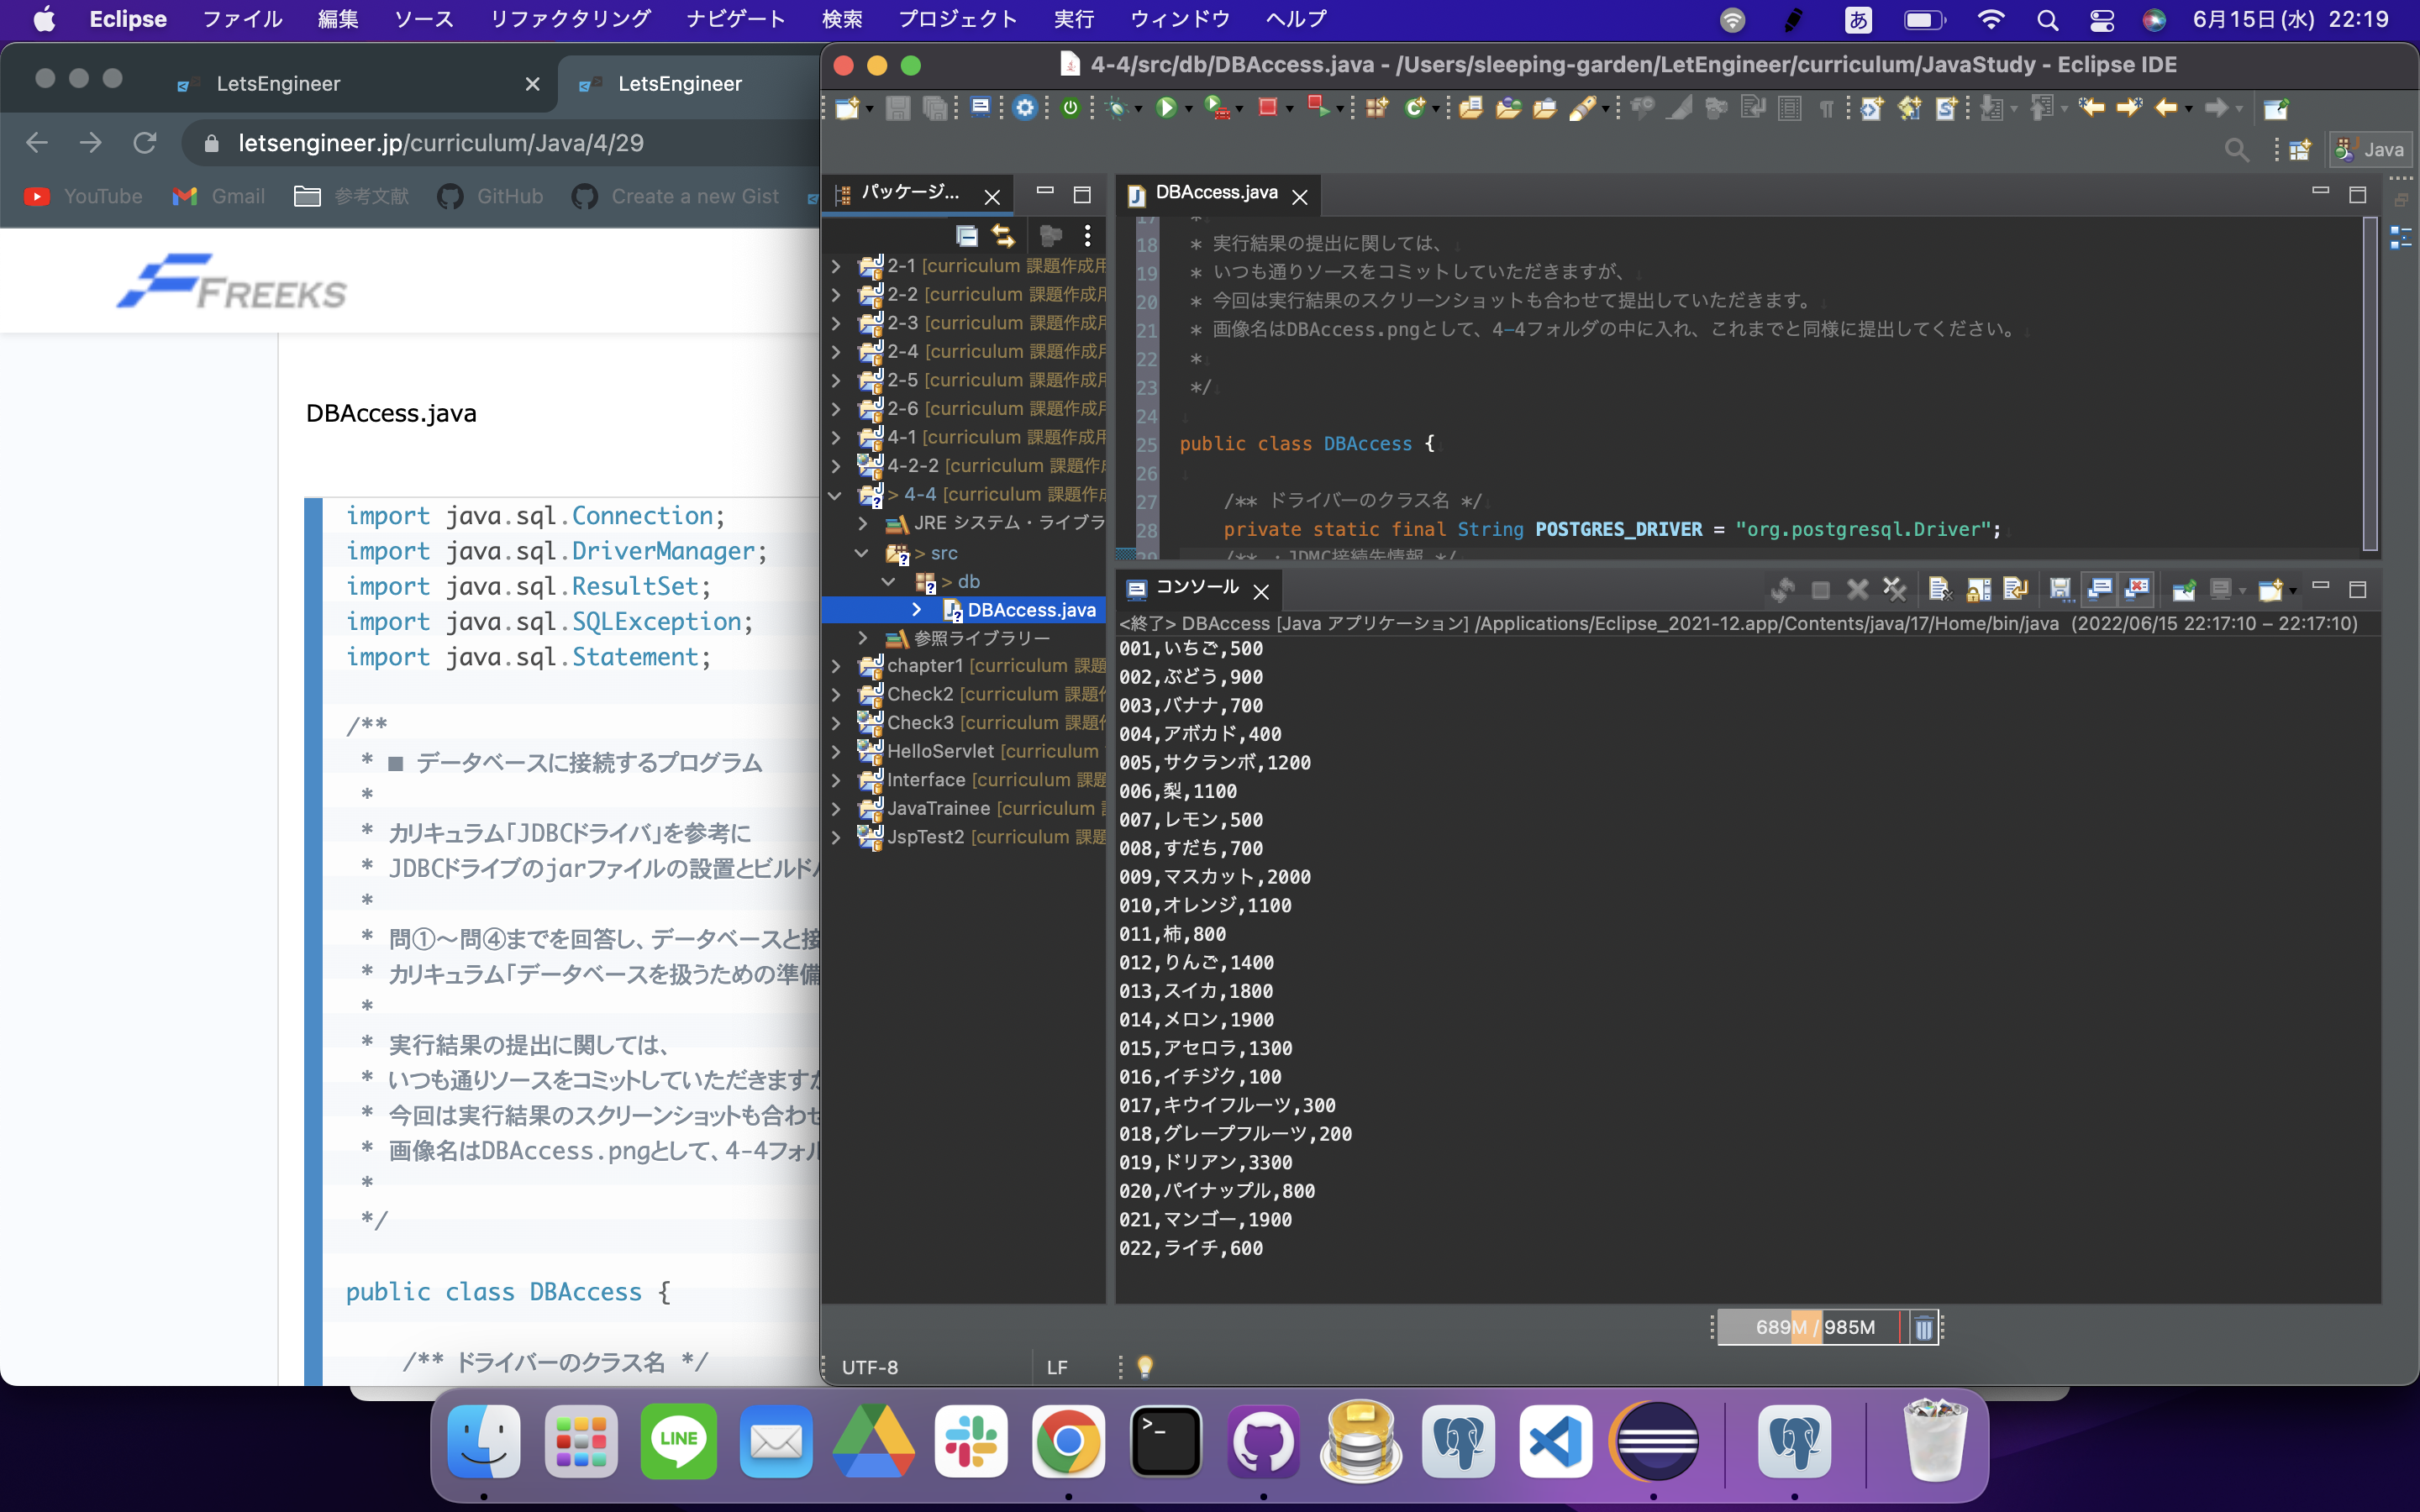 Eclipse ファイル 編集 ソース リファクタリング ナビゲート 検索 プロジェクト 実行 ウィンドウ ヘルプ あ 6月15日(水) 22:19
LetsEngineer
LetsEngineer
letsengineer.jp/curriculum/Java/4/29
YouTube Gmail 参考文献 GitHub Create a new Gist
FREEKS
DBAccess.java
import java.sql.Connection;
import java.sql.DriverManager;
import java.sql.ResultSet;
import java.sql.SQLException;
import java.sql.Statement;
/**
* ■ データベースに接続するプログラム
*
* カリキュラム「JDBCドライバ」を参考に
* JDBCドライブのjarファイルの設置とビルドパ
*
* 問①〜問④までを回答し、データベースと接
* カリキュラム「データベースを扱うための準備
*
* 実行結果の提出に関しては、
* いつも通りソースをコミットしていただきますが
* 今回は実行結果のスクリーンショットも合わせ
* 画像名はDBAccess.pngとして、4-4フォル
*
*/
public class DBAccess {
/** ドライバーのクラス名 */
4-4/src/db/DBAccess.java - /Users/sleeping-garden/LetEngineer/curriculum/JavaStudy - Eclipse IDE
Java
パッケージ...
2-1 [curriculum 課題作成用
2-2 [curriculum 課題作成用
2-3 [curriculum 課題作成用
2-4 [curriculum 課題作成用
2-5 [curriculum 課題作成用
2-6 [curriculum 課題作成用
4-1 [curriculum 課題作成用
4-2-2 [curriculum 課題作成
> 4-4 [curriculum 課題作成
JRE システム・ライブラ
> src
> db
DBAccess.java
参照ライブラリー
chapter1 [curriculum 課題
Check2 [curriculum 課題作
Check3 [curriculum 課題作
HelloServlet [curriculum
Interface [curriculum 課題
JavaTrainee [curriculum
JspTest2 [curriculum 課題
DBAccess.java
17 *
18 * 実行結果の提出に関しては、
19 * いつも通りソースをコミットしていただきますが、
20 * 今回は実行結果のスクリーンショットも合わせて提出していただきます。
21 * 画像名はDBAccess.pngとして、4-4フォルダの中に入れ、これまでと同様に提出してください。
22 *
23 */
24
25 public class DBAccess {
26
27 /** ドライバーのクラス名 */
28 private static final String POSTGRES_DRIVER = "org.postgresql.Driver";
29 /** ・JDMC接続先情報 */
コンソール
<終了> DBAccess [Java アプリケーション] /Applications/Eclipse_2021-12.app/Contents/java/17/Home/bin/java (2022/06/15 22:17:10 – 22:17:10)
001,いちご,500
002,ぶどう,900
003,バナナ,700
004,アボカド,400
005,サクランボ,1200
006,梨,1100
007,レモン,500
008,すだち,700
009,マスカット,2000
010,オレンジ,1100
011,柿,800
012,りんご,1400
013,スイカ,1800
014,メロン,1900
015,アセロラ,1300
016,イチジク,100
017,キウイフルーツ,300
018,グレープフルーツ,200
019,ドリアン,3300
020,パイナップル,800
021,マンゴー,1900
022,ライチ,600
689M / 985M
UTF-8 LF
LINE